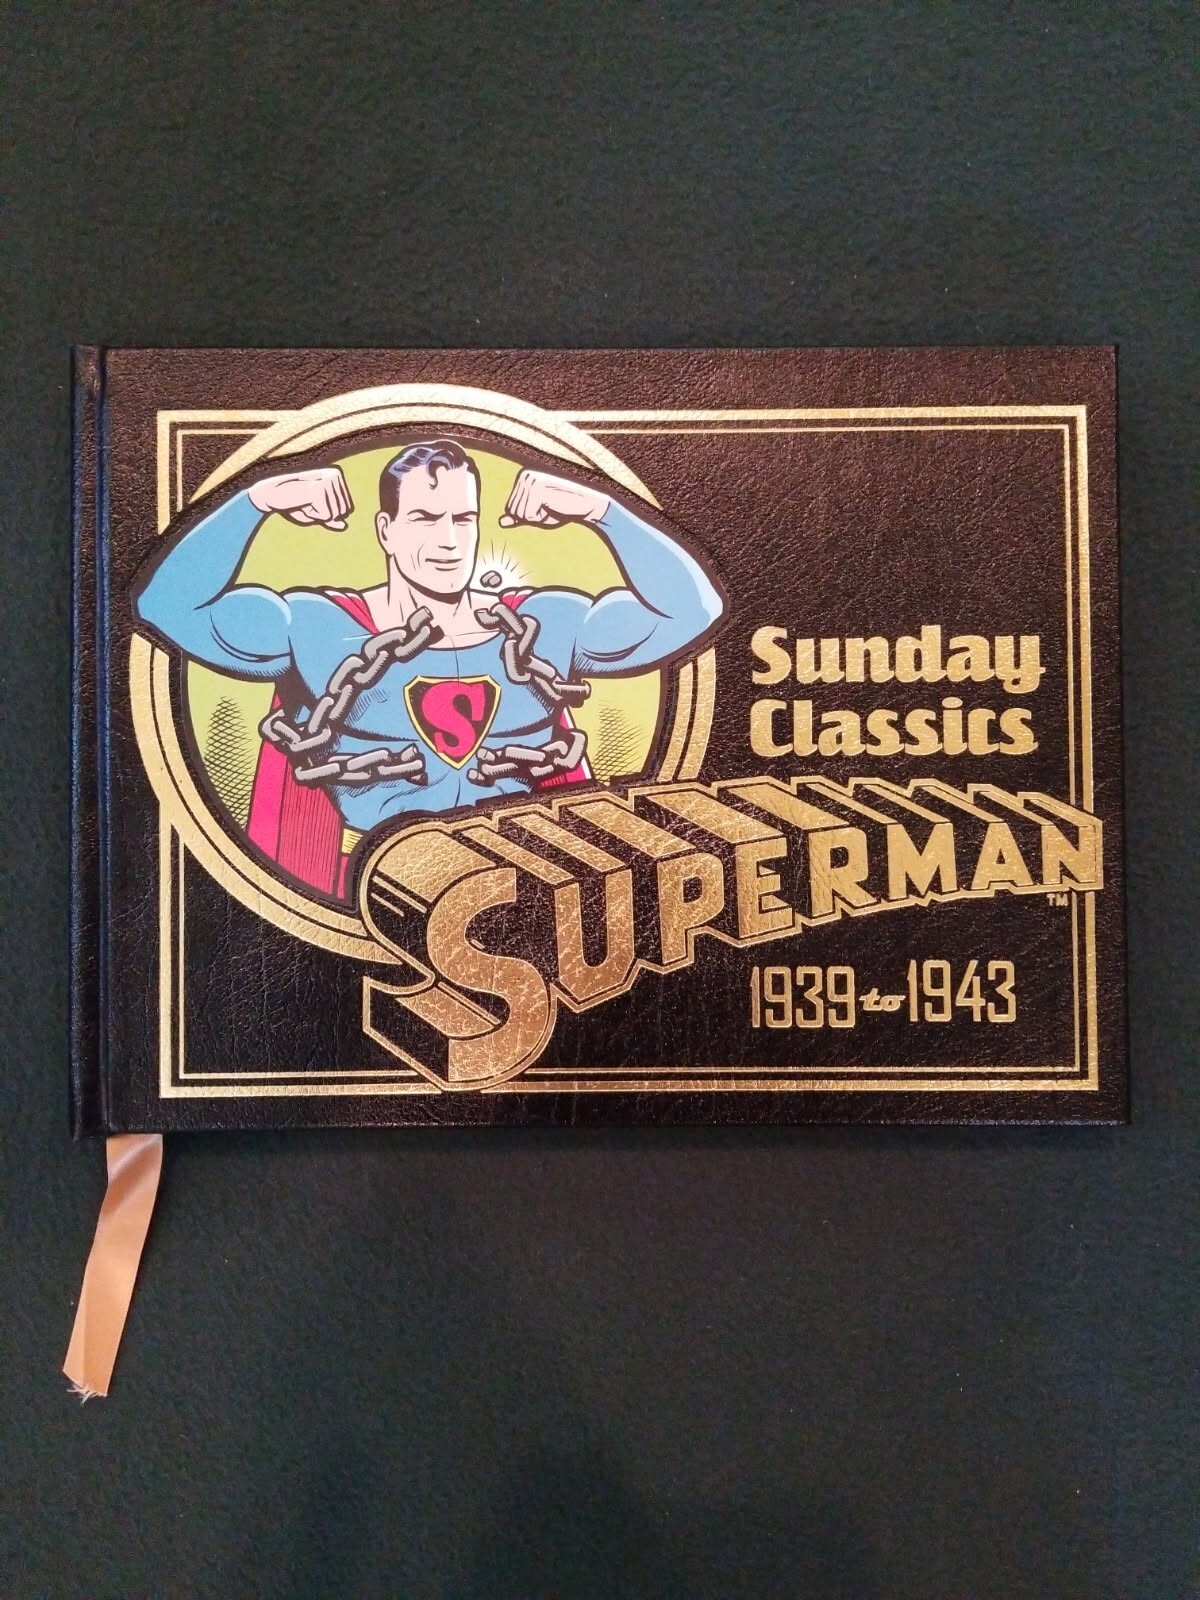 Sunday
Classics
SUPERMAN
TM
1939 to 1943
S